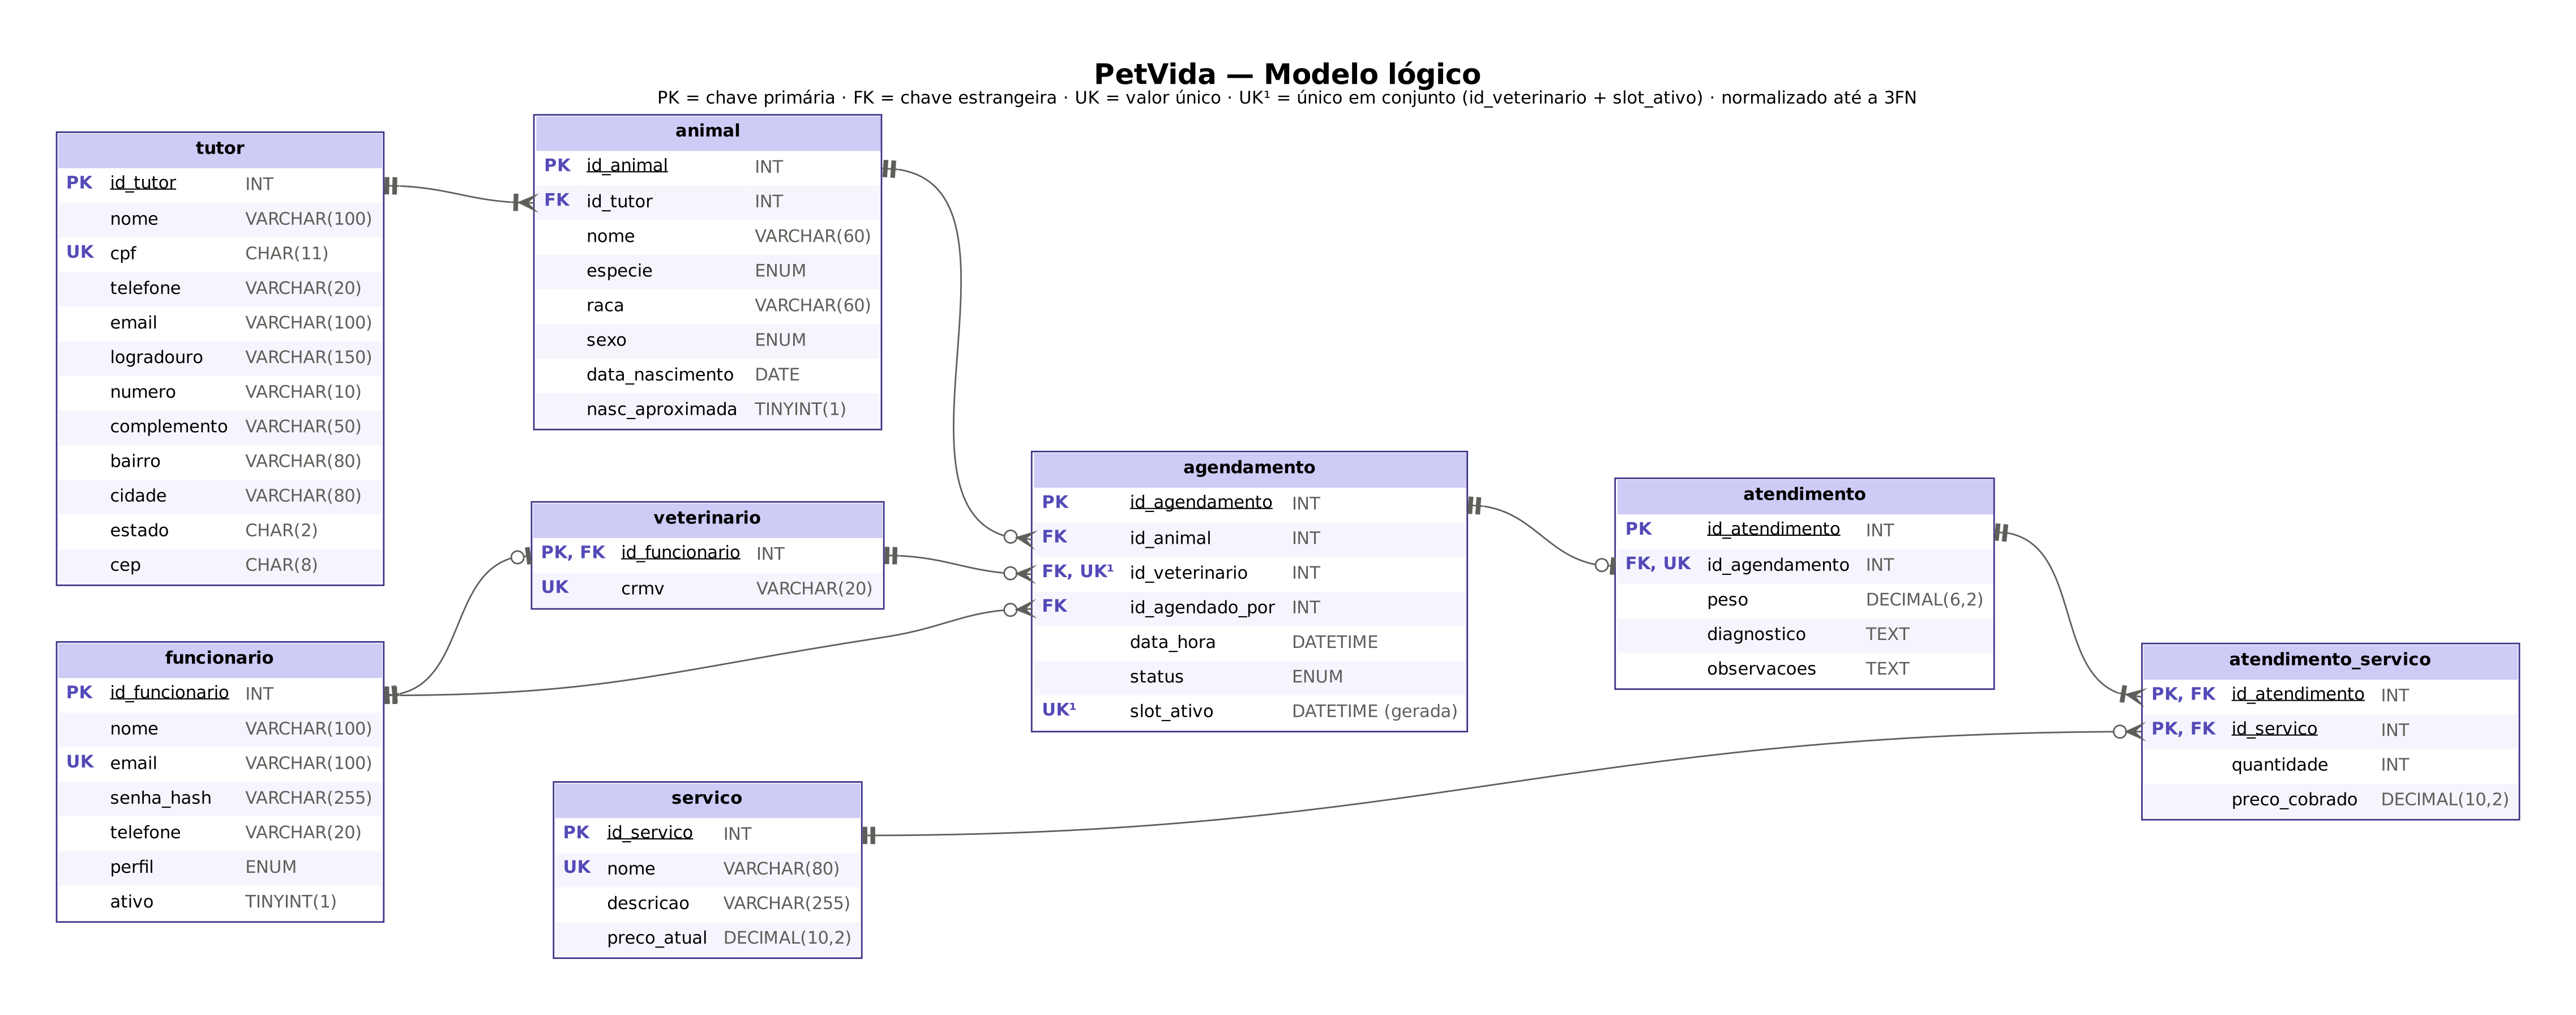 PetVida — Modelo lógico
PK = chave primária · FK = chave estrangeira · UK = valor único · UK¹ = único em conjunto (id_veterinario + slot_ativo) · normalizado até a 3FN
tutor
PK id_tutor INT
nome VARCHAR(100)
UK cpf CHAR(11)
telefone VARCHAR(20)
email VARCHAR(100)
logradouro VARCHAR(150)
numero VARCHAR(10)
complemento VARCHAR(50)
bairro VARCHAR(80)
cidade VARCHAR(80)
estado CHAR(2)
cep CHAR(8)
funcionario
PK id_funcionario INT
nome VARCHAR(100)
UK email VARCHAR(100)
senha_hash VARCHAR(255)
telefone VARCHAR(20)
perfil ENUM
ativo TINYINT(1)
animal
PK id_animal INT
FK id_tutor INT
nome VARCHAR(60)
especie ENUM
raca VARCHAR(60)
sexo ENUM
data_nascimento DATE
nasc_aproximada TINYINT(1)
veterinario
PK, FK id_funcionario INT
UK crmv VARCHAR(20)
servico
PK id_servico INT
UK nome VARCHAR(80)
descricao VARCHAR(255)
preco_atual DECIMAL(10,2)
agendamento
PK id_agendamento INT
FK id_animal INT
FK, UK¹ id_veterinario INT
FK id_agendado_por INT
data_hora DATETIME
status ENUM
UK¹ slot_ativo DATETIME (gerada)
atendimento
PK id_atendimento INT
FK, UK id_agendamento INT
peso DECIMAL(6,2)
diagnostico TEXT
observacoes TEXT
atendimento_servico
PK, FK id_atendimento INT
PK, FK id_servico INT
quantidade INT
preco_cobrado DECIMAL(10,2)